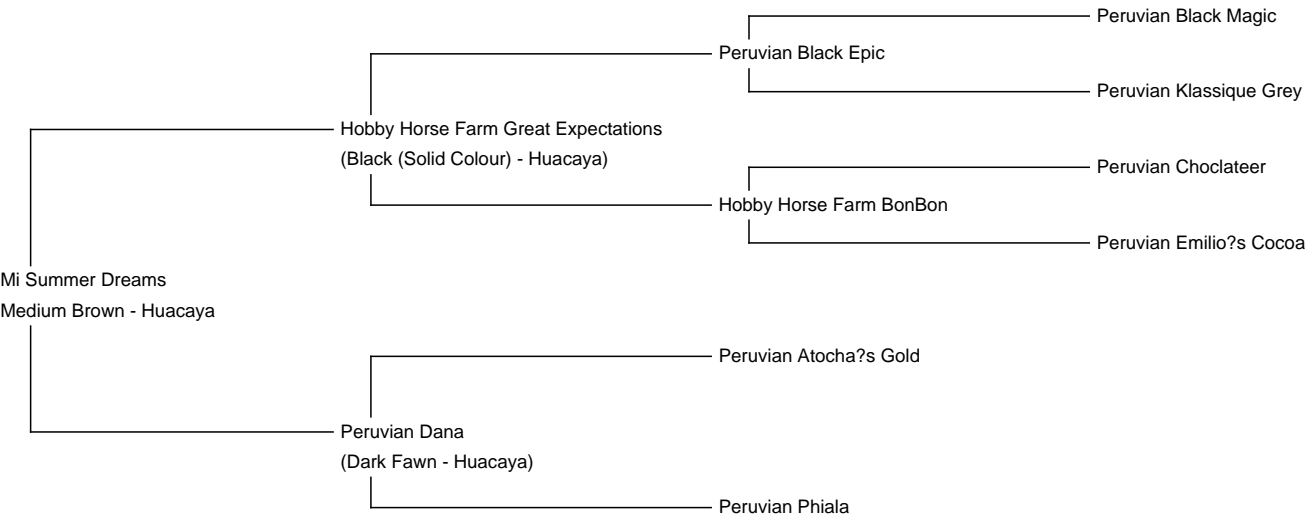 Peruvian Black Magic
Peruvian Black Epic
Peruvian Klassique Grey
Hobby Horse Farm Great Expectations
(Black (Solid Colour) - Huacaya)
Peruvian Choclateer
Hobby Horse Farm BonBon
Peruvian Emilio?s Cocoa
Mi Summer Dreams
Medium Brown - Huacaya
Peruvian Atocha?s Gold
Peruvian Dana
(Dark Fawn - Huacaya)
Peruvian Phiala